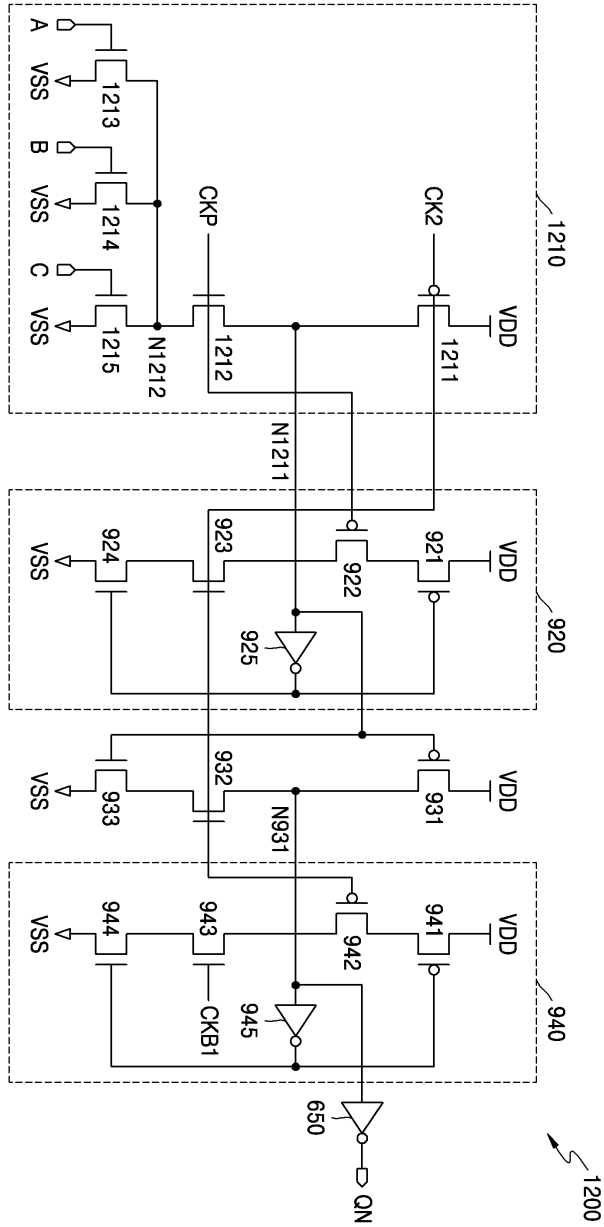 1200
1210
920
940
VDD
VDD
VDD
VDD
CK2
1211
921
931
941
922
942
QN
650
N1211
925
N931
945
CKP
1212
923
932
943
CKB1
N1212
1213
1214
1215
924
933
944
A
VSS
B
VSS
C
VSS
VSS
VSS
VSS